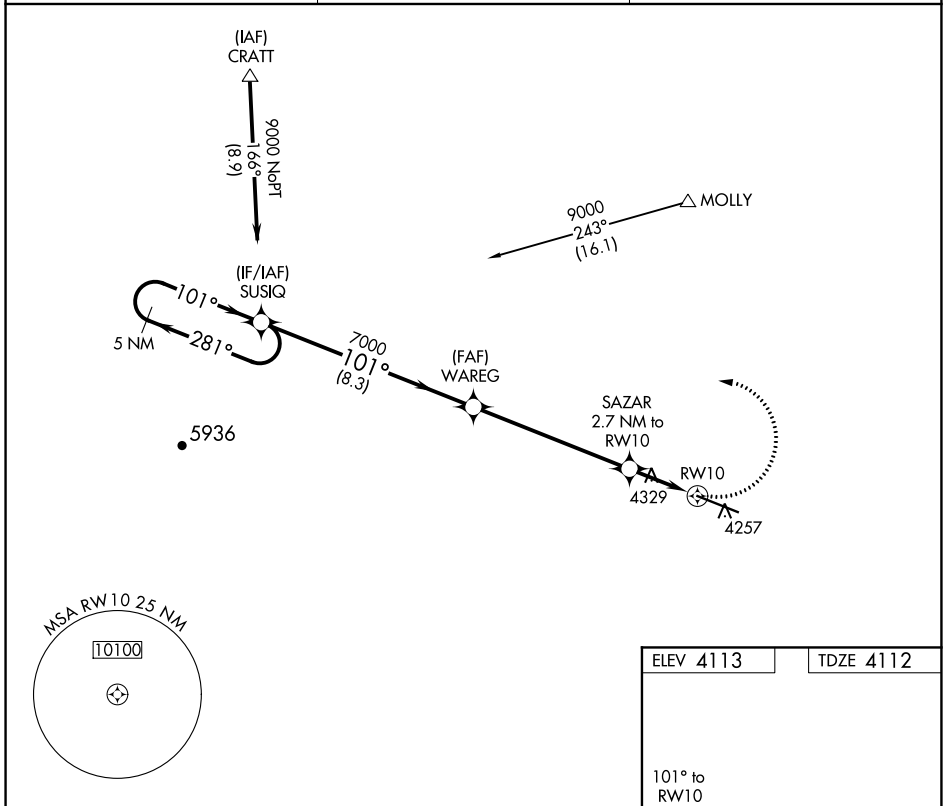 (IAF)
CRATT
9000 NoPT
166°
(8.9)
MOLLY
9000
243°
(16.1)
(IF/IAF)
SUSIQ
101°
281°
5 NM
7000
101°
(8.3)
(FAF)
WAREG
SAZAR
2.7 NM to
RW10
RW10
4329
4257
5936
MSA RW10 25 NM
10100
ELEV 4113
TDZE 4112
101° to
RW10